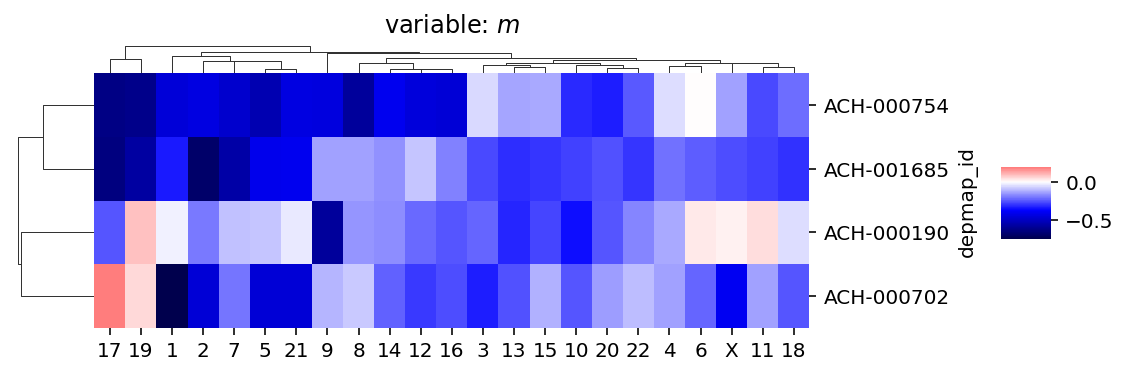 variable: m
ACH-000754
ACH-001685
ACH-000190
ACH-000702
depmap_id
0.0
−0.5
17 19 1 2 7 5 21 9 8 14 12 16 3 13 15 10 20 22 4 6 X 11 18